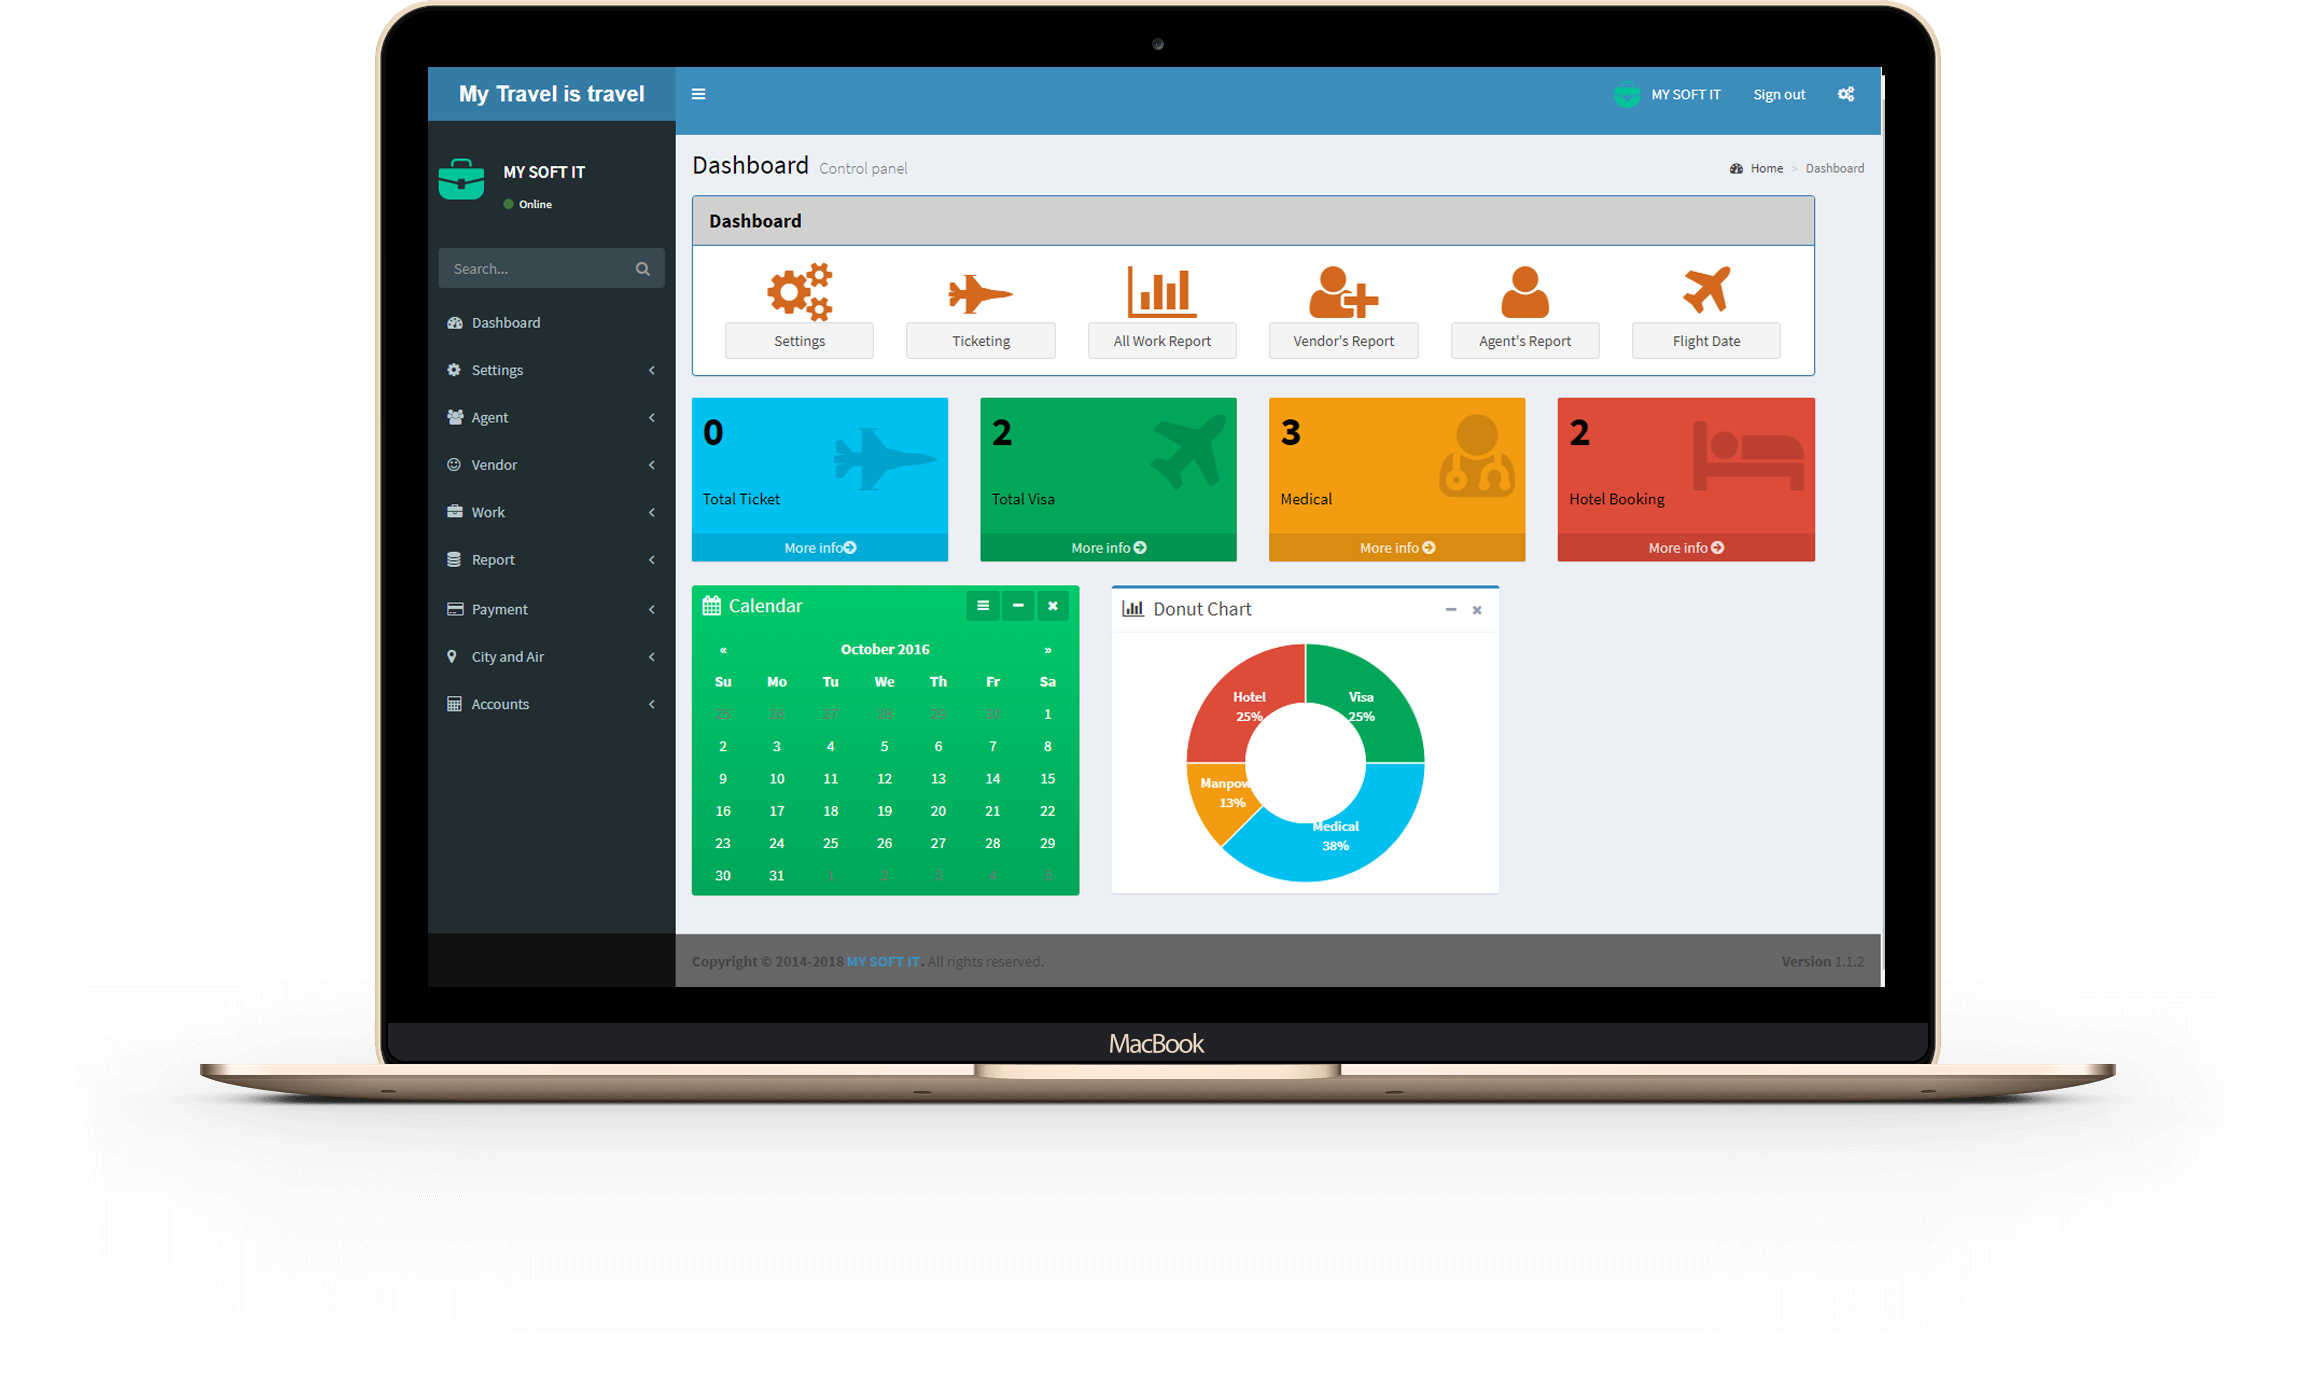 My Travel is travel
MY SOFT IT
Sign out
MY SOFT IT
Online
Search...
Dashboard
Settings
Agent
Vendor
Work
Report
Payment
City and Air
Accounts
Dashboard Control panel
Home > Dashboard
Dashboard
Settings
Ticketing
All Work Report
Vendor's Report
Agent's Report
Flight Date
0
Total Ticket
More info
2
Total Visa
More info
3
Medical
More info
2
Hotel Booking
More info
Calendar
« October 2016 »
Su Mo Tu We Th Fr Sa
25 26 27 28 29 30 1
2 3 4 5 6 7 8
9 10 11 12 13 14 15
16 17 18 19 20 21 22
23 24 25 26 27 28 29
30 31 1 2 3 4 5
Donut Chart
Hotel
25%
Visa
25%
Manpow
13%
Medical
38%
Copyright © 2014-2018 MY SOFT IT. All rights reserved.
Version 1.1.2
MacBook